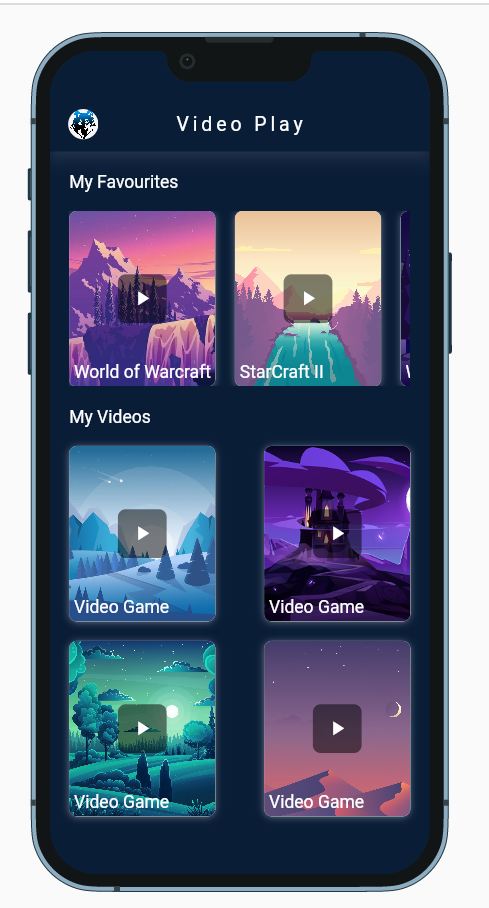 Video Play
My Favourites
World of Warcraft
StarCraft II
My Videos
Video Game
Video Game
Video Game
Video Game